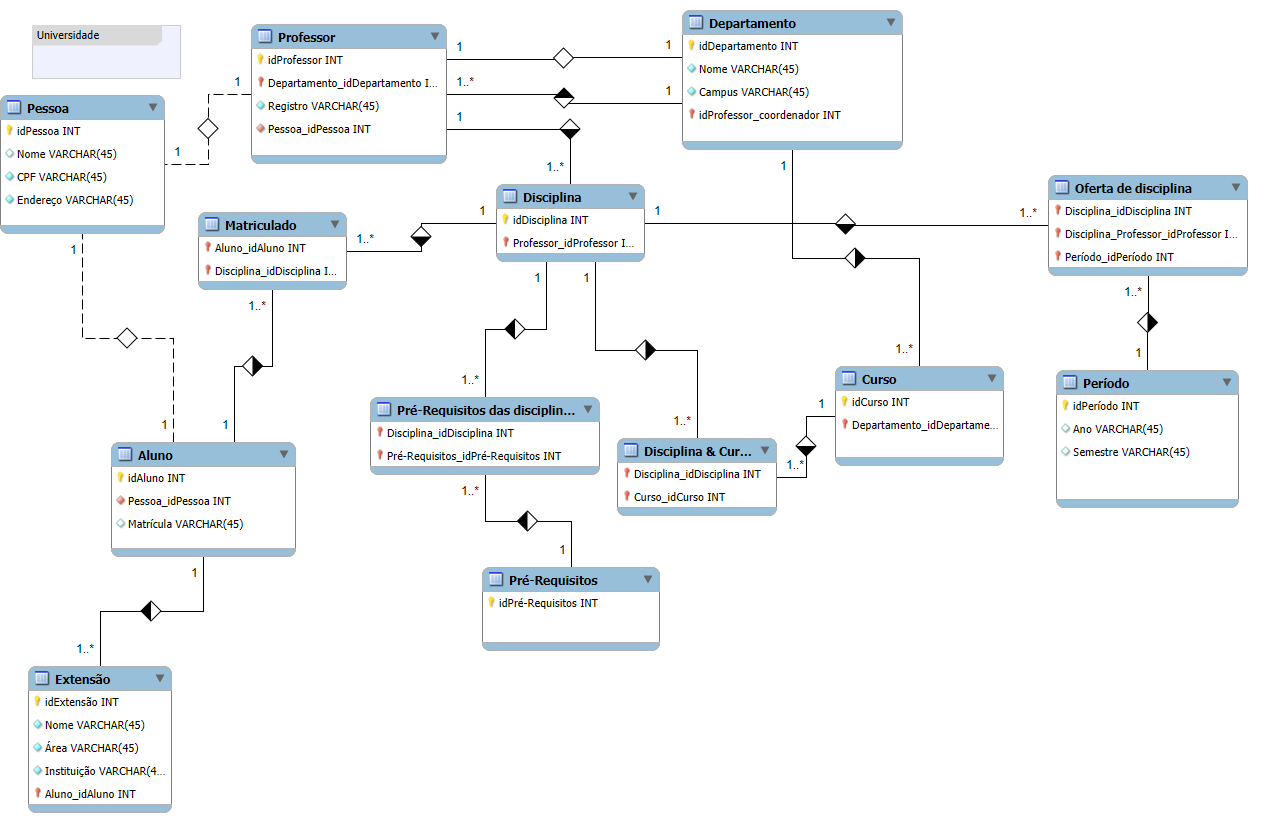 Universidade
Professor
idProfessor INT
Departamento_idDepartamento I...
Registro VARCHAR(45)
Pessoa_idPessoa INT
Departamento
idDepartamento INT
Nome VARCHAR(45)
Campus VARCHAR(45)
idProfessor_coordenador INT
1
1
1..*
1
1
1..*
1
1
Pessoa
idPessoa INT
Nome VARCHAR(45)
CPF VARCHAR(45)
Endereço VARCHAR(45)
1
1
Matriculado
Aluno_idAluno INT
Disciplina_idDisciplina I...
1..*
1
1..*
1
Disciplina
idDisciplina INT
Professor_idProfessor I...
1
1..*
1
1..*
1
1..*
Oferta de disciplina
Disciplina_idDisciplina INT
Disciplina_Professor_idProfessor I...
Período_idPeríodo INT
1..*
1
Período
idPeríodo INT
Ano VARCHAR(45)
Semestre VARCHAR(45)
1
1..*
Curso
idCurso INT
Departamento_idDepartame...
1
1..*
Pré-Requisitos das disciplin...
Disciplina_idDisciplina INT
Pré-Requisitos_idPré-Requisitos INT
1..*
1
Disciplina & Cur...
Disciplina_idDisciplina INT
Curso_idCurso INT
Aluno
idAluno INT
Pessoa_idPessoa INT
Matrícula VARCHAR(45)
1
1..*
Pré-Requisitos
idPré-Requisitos INT
Extensão
idExtensão INT
Nome VARCHAR(45)
Área VARCHAR(45)
Instituição VARCHAR(4...
Aluno_idAluno INT